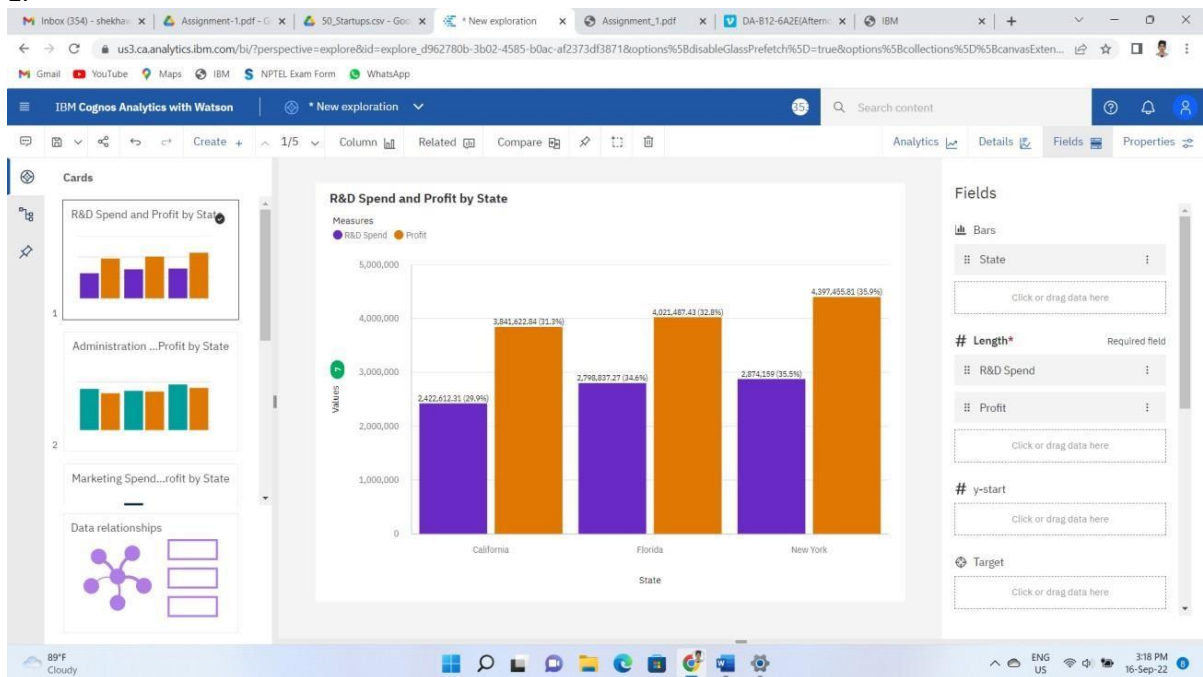 Inbox (354) - shekhav
Assignment-1.pdf - G
50_Startups.csv - Goo
* New exploration
Assignment_1.pdf
DA-B12-6A2E(Aftern
IBM
us3.ca.analytics.ibm.com/bi/?perspective=explore&id=explore_d962780b-3b02-4585-b0ac-af2373df3871&options%5BdisableGlassPrefetch%5D=true&options%5Bcollections%5D%5BcanvasExten...
Gmail YouTube Maps IBM NPTEL Exam Form WhatsApp
IBM Cognos Analytics with Watson
* New exploration
Search content
Create + 1/5 Column Related Compare
Analytics Details Fields Properties
Cards
R&D Spend and Profit by State
1
Administration ...Profit by State
2
Marketing Spend...rofit by State
Data relationships
R&D Spend and Profit by State
Measures
R&D Spend Profit
Values
7
5,000,000
4,000,000
3,000,000
2,000,000
1,000,000
0
2,422,612.31 (29.9%)
3,841,622.84 (31.3%)
2,798,837.27 (34.6%)
4,021,487.43 (32.8%)
2,874,159 (35.5%)
4,397,455.81 (35.9%)
California Florida New York
State
Fields
Bars
State
Click or drag data here
# Length* Required field
R&D Spend
Profit
Click or drag data here
# y-start
Click or drag data here
Target
Click or drag data here
89°F
Cloudy
ENG
US
3:18 PM
16-Sep-22